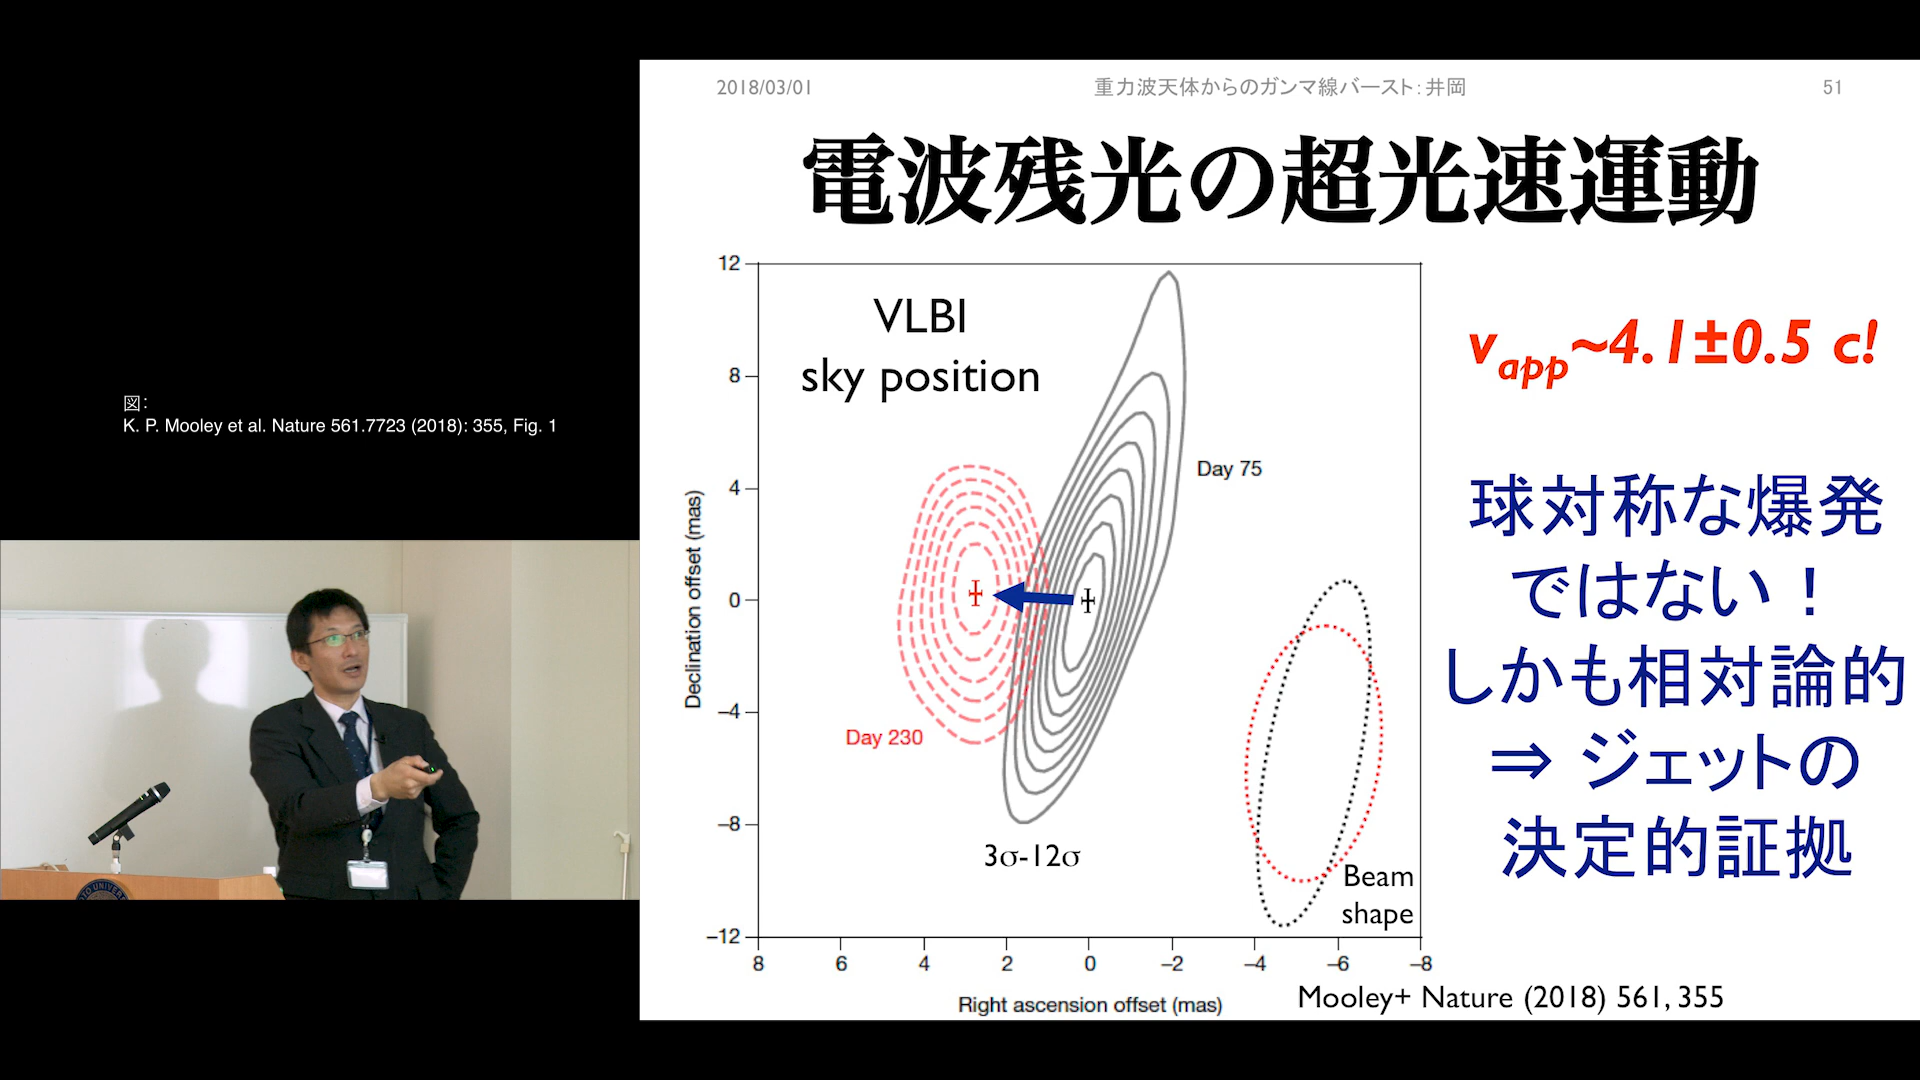 2018/03/01
重力波天体からのガンマ線バースト: 井岡
51
電波残光の超光速運動
図:
K. P. Mooley et al. Nature 561.7723 (2018): 355, Fig. 1
VLBI
sky position
Day 75
Day 230
3σ-12σ
Beam
shape
12
8
4
0
−4
−8
−12
Declination offset (mas)
8
6
4
2
0
−2
−4
−6
−8
Right ascension offset (mas)
vapp~4.1±0.5 c!
球対称な爆発
ではない！
しかも相対論的
⇒ ジェットの
決定的証拠
Mooley+ Nature (2018) 561, 355